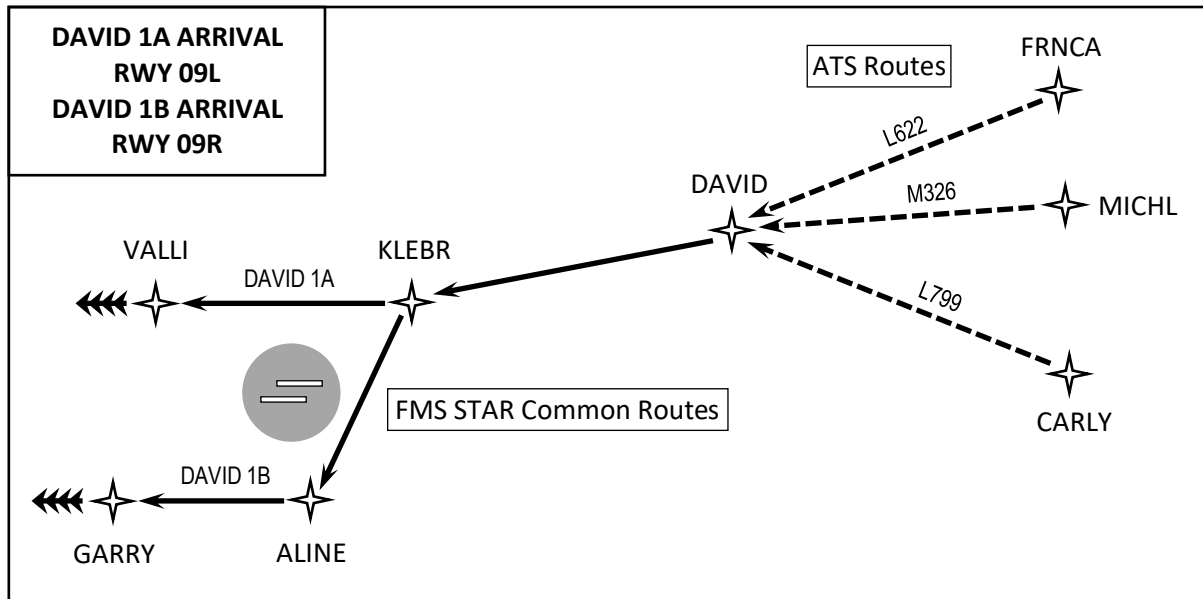 DAVID 1A ARRIVAL
RWY 09L
DAVID 1B ARRIVAL
RWY 09R
ATS Routes
FRNCA
L622
DAVID
M326
MICHL
VALLI
KLEBR
DAVID 1A
L799
FMS STAR Common Routes
CARLY
DAVID 1B
GARRY
ALINE